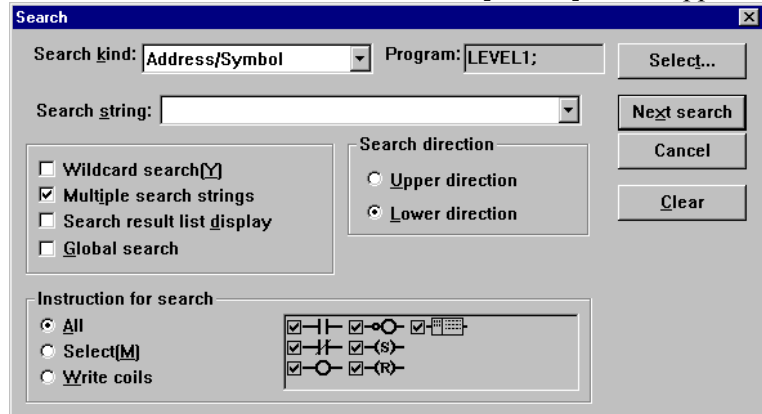 Search
Search kind: Address/Symbol Program: LEVEL1; Select...
Search string: Next search
Cancel
Clear
Wildcard search(Y)
Multiple search strings
Search result list display
Global search
Search direction
Upper direction
Lower direction
Instruction for search
All
Select(M)
Write coils
(S)
(R)